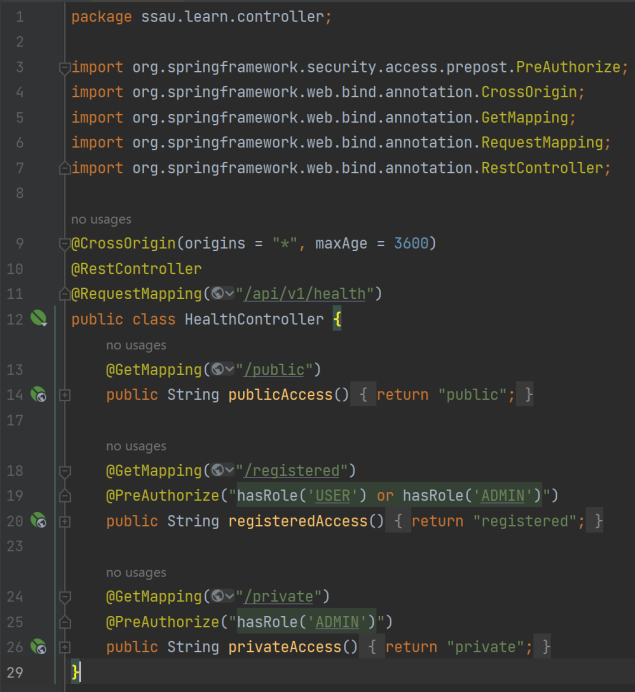 1 package ssau.learn.controller;
2
3 import org.springframework.security.access.prepost.PreAuthorize;
4 import org.springframework.web.bind.annotation.CrossOrigin;
5 import org.springframework.web.bind.annotation.GetMapping;
6 import org.springframework.web.bind.annotation.RequestMapping;
7 import org.springframework.web.bind.annotation.RestController;
8
no usages
9 @CrossOrigin(origins = "*", maxAge = 3600)
10 @RestController
11 @RequestMapping("/api/v1/health")
12 public class HealthController {
no usages
13 @GetMapping("/public")
14 public String publicAccess() { return "public"; }
17
no usages
18 @GetMapping("/registered")
19 @PreAuthorize("hasRole('USER') or hasRole('ADMIN')")
20 public String registeredAccess() { return "registered"; }
23
no usages
24 @GetMapping("/private")
25 @PreAuthorize("hasRole('ADMIN')")
26 public String privateAccess() { return "private"; }
29 }